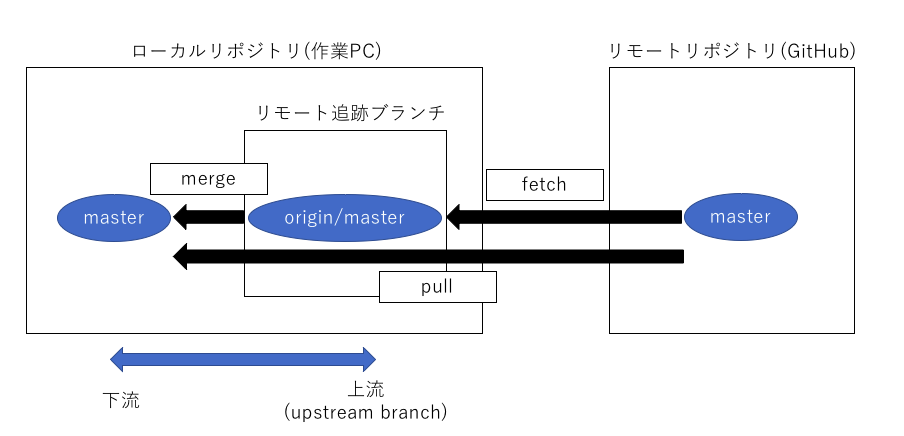 ローカルリポジトリ(作業PC)
リモートリポジトリ(GitHub)
リモート追跡ブランチ
merge
fetch
master
origin/master
master
pull
下流
上流
(upstream branch)